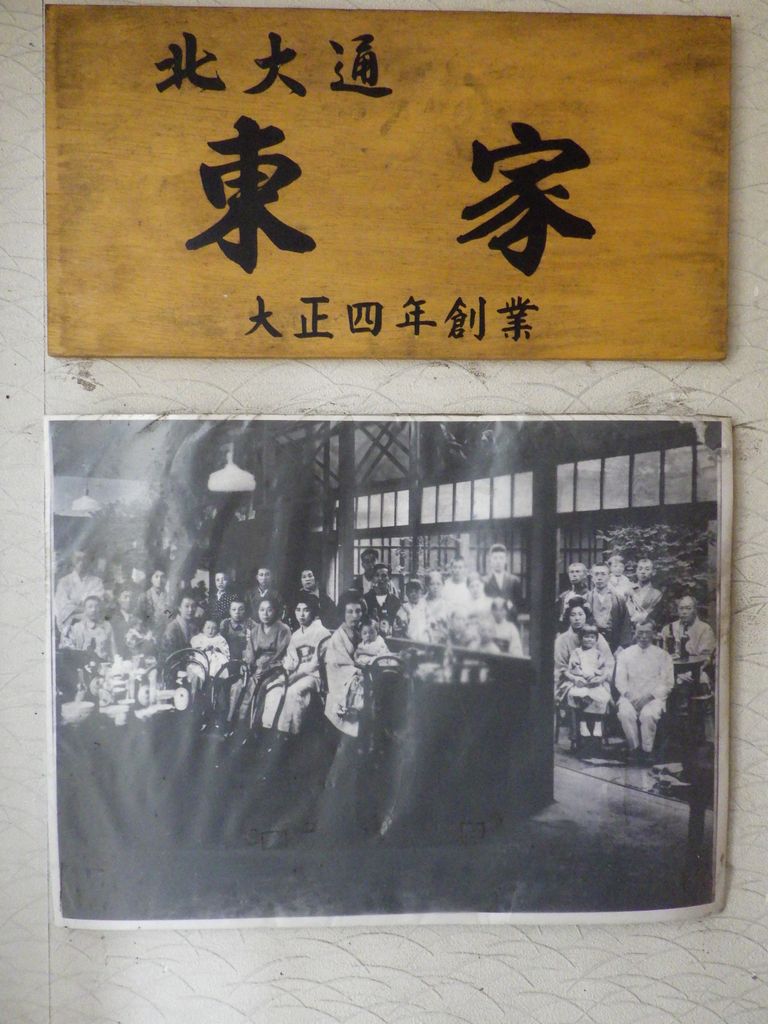 北大通
東家
大正四年創業